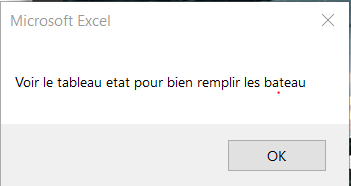 Microsoft Excel
Voir le tableau etat pour bien remplir les bateau
OK